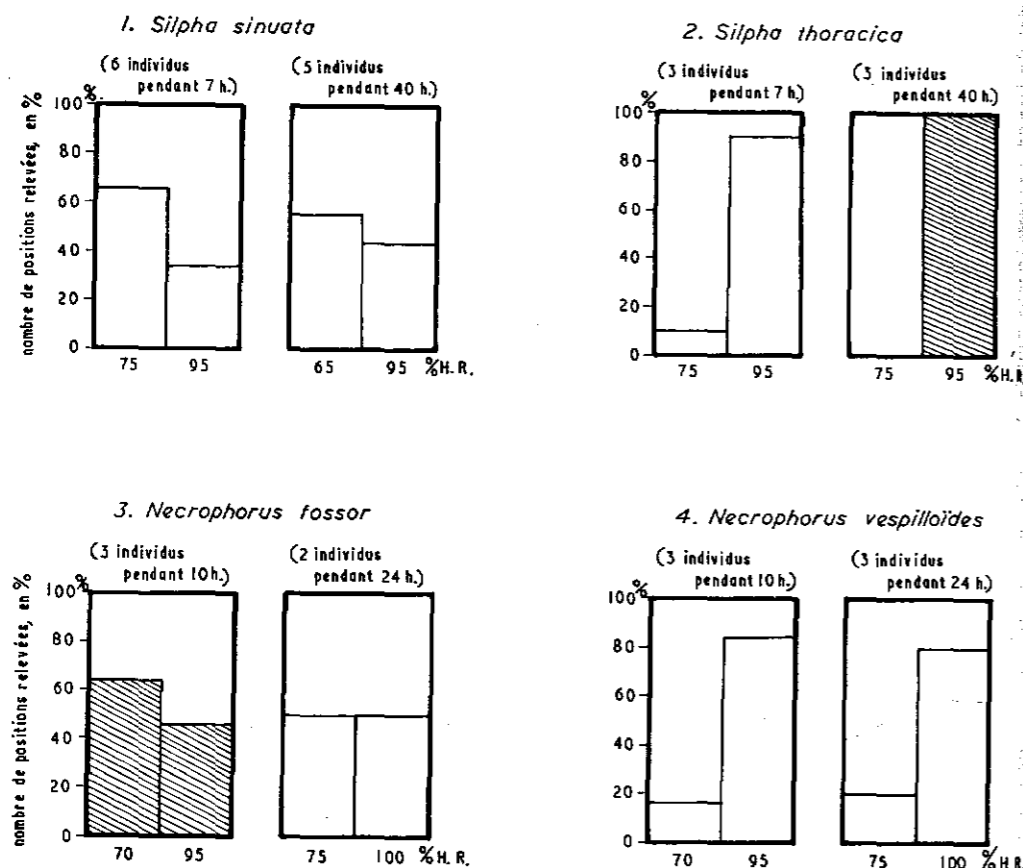 1. Silpha sinuata
(6 individus
pendant 7 h.)
(5 individus
pendant 40 h.)
%
100
80
60
40
20
0
nombre de positions relevées, en %
75 95
65 95 %H.R.
2. Silpha thoracica
(3 individus
pendant 7h.)
(3 individus
pendant 40 h.)
%
100
80
60
40
20
0
75 95
75 95 %H.R
3. Necrophorus fossor
(3 individus
pendant 10h.)
(2 individus
pendant 24 h.)
%
100
80
60
40
20
0
nombre de positions relevées, en %
70 95
75 100 %H.R.
4. Necrophorus vespilloïdes
(3 individus
pendant 10h.)
(3 individus
pendant 24 h.)
%
100
80
60
40
20
0
70 95
75 100 %H.R